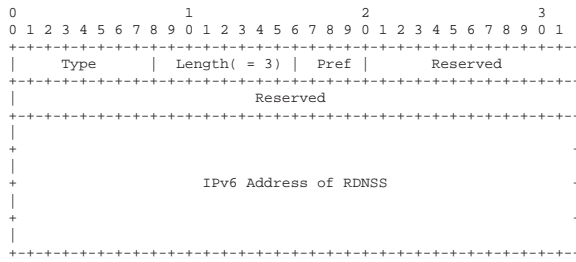 0                   1                   2                   3
0 1 2 3 4 5 6 7 8 9 0 1 2 3 4 5 6 7 8 9 0 1 2 3 4 5 6 7 8 9 0 1
+-+-+-+-+-+-+-+-+-+-+-+-+-+-+-+-+-+-+-+-+-+-+-+-+-+-+-+-+-+-+-+-
|     Type      |  Length( = 3) |  Pref |        Reserved
+-+-+-+-+-+-+-+-+-+-+-+-+-+-+-+-+-+-+-+-+-+-+-+-+-+-+-+-+-+-+-+-
|                           Reserved
+-+-+-+-+-+-+-+-+-+-+-+-+-+-+-+-+-+-+-+-+-+-+-+-+-+-+-+-+-+-+-+-
|
+                                                               -
|
+                     IPv6 Address of RDNSS                     -
|
+                                                               -
|
+-+-+-+-+-+-+-+-+-+-+-+-+-+-+-+-+-+-+-+-+-+-+-+-+-+-+-+-+-+-+-+-